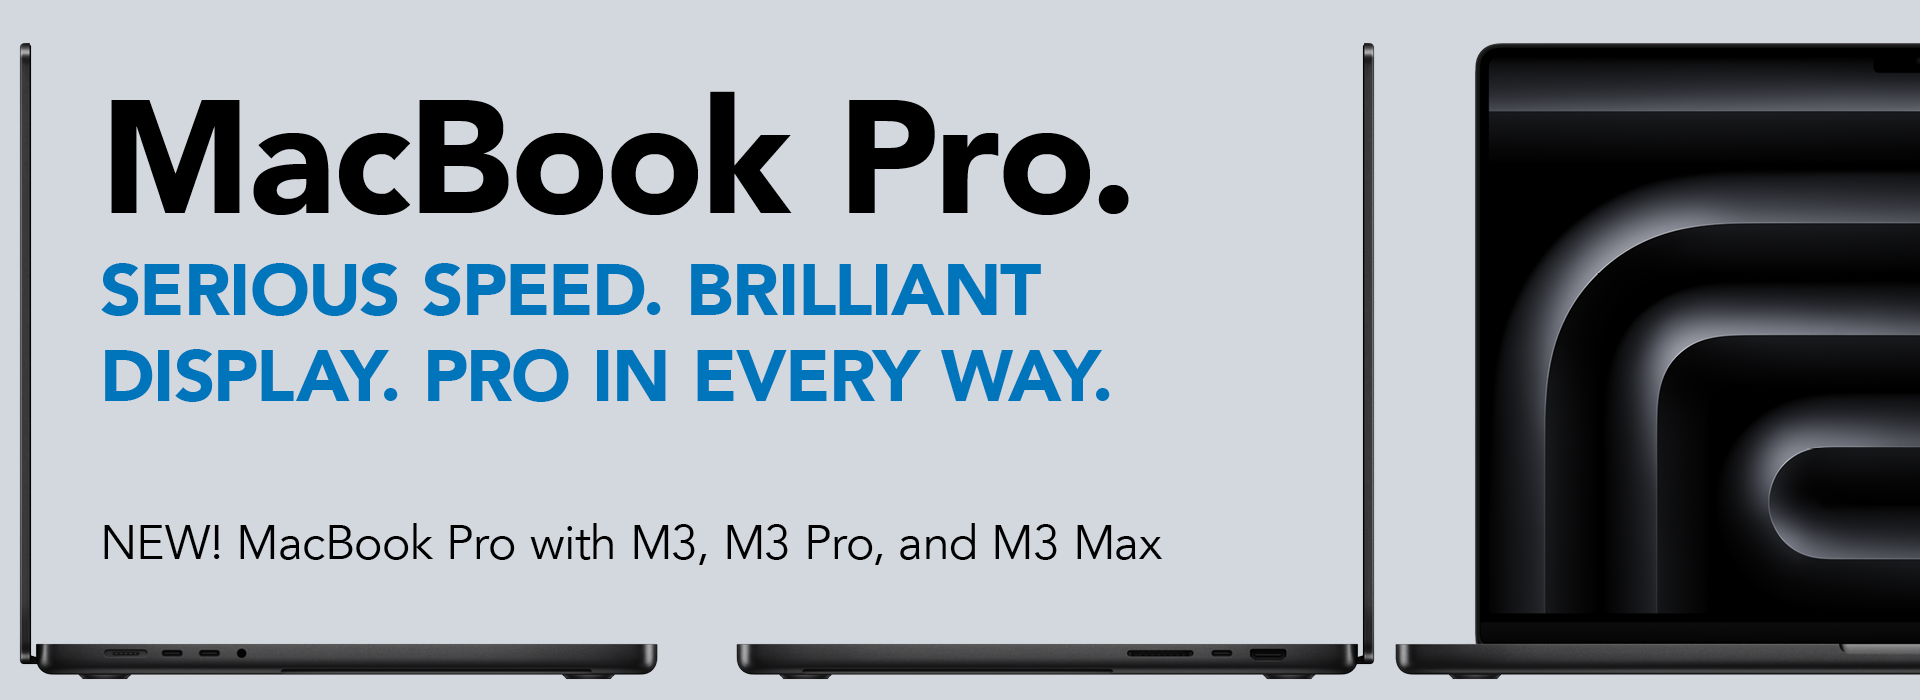 MacBook Pro.
SERIOUS SPEED. BRILLIANT
DISPLAY. PRO IN EVERY WAY.
NEW! MacBook Pro with M3, M3 Pro, and M3 Max